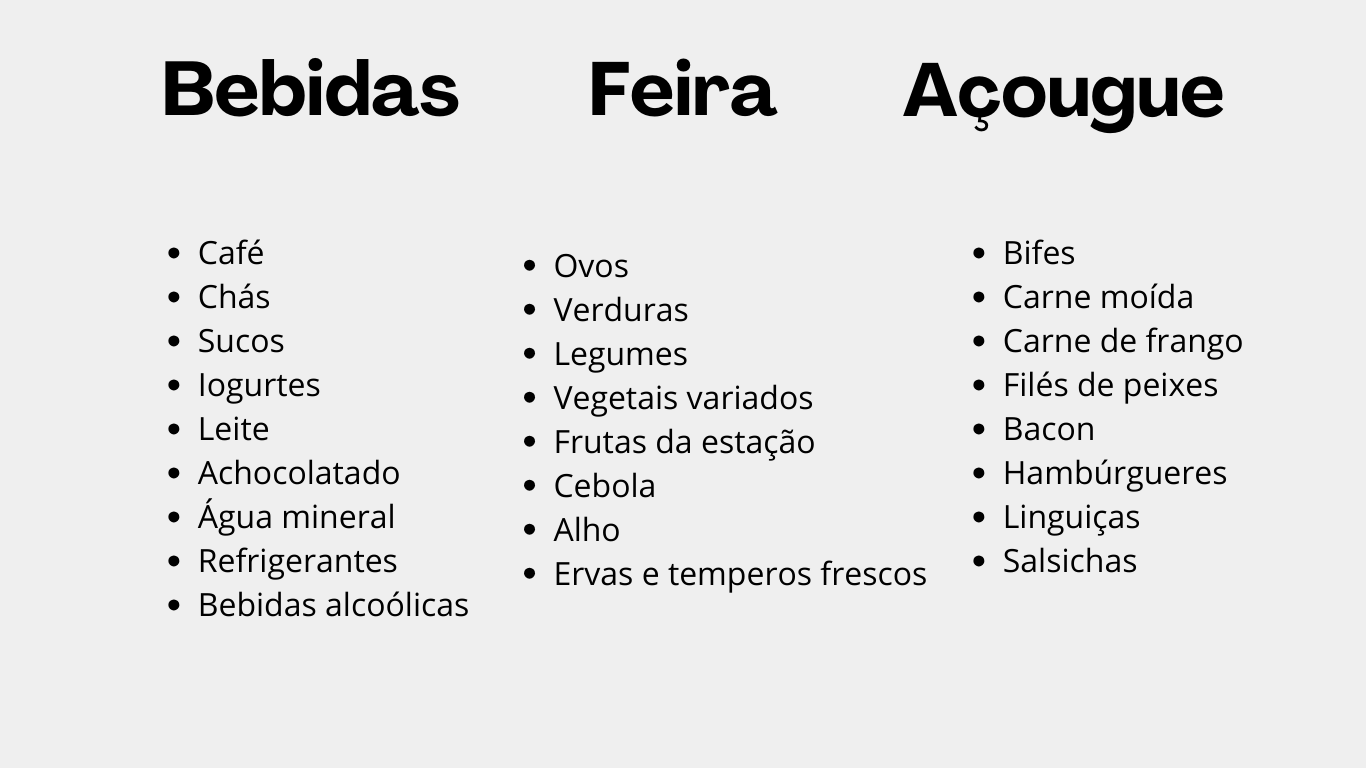 Bebidas
Café
Chás
Sucos
Iogurtes
Leite
Achocolatado
Água mineral
Refrigerantes
Bebidas alcoólicas
Feira
Ovos
Verduras
Legumes
Vegetais variados
Frutas da estação
Cebola
Alho
Ervas e temperos frescos
Açougue
Bifes
Carne moída
Carne de frango
Filés de peixes
Bacon
Hambúrgueres
Linguiças
Salsichas